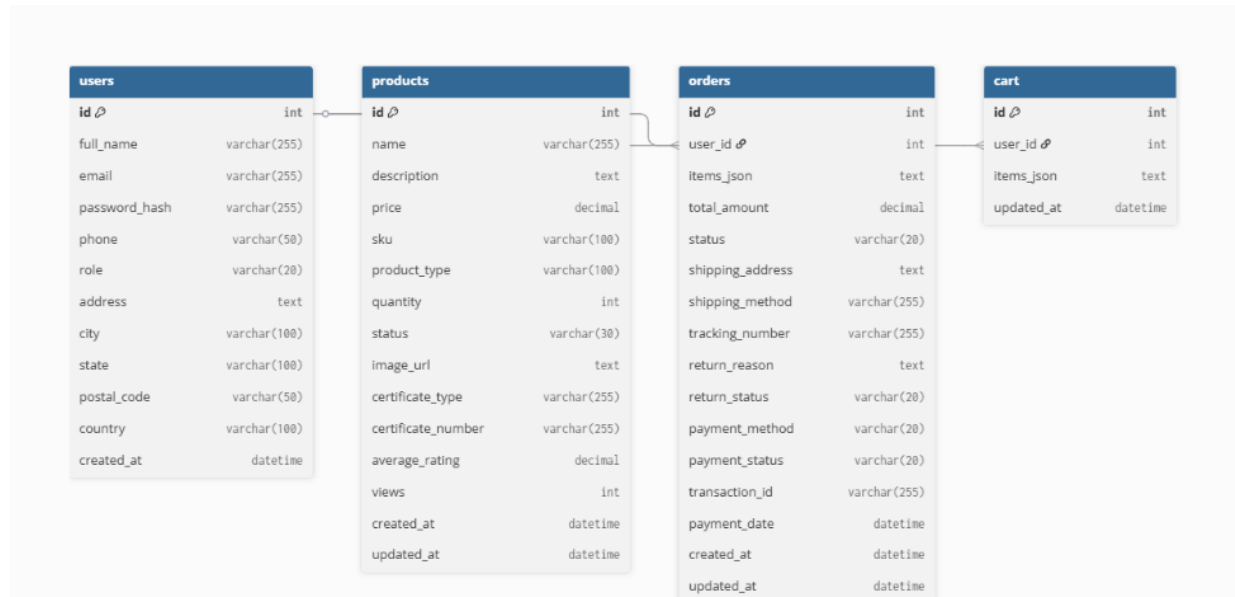 users
id int
full_name varchar(255)
email varchar(255)
password_hash varchar(255)
phone varchar(50)
role varchar(20)
address text
city varchar(100)
state varchar(100)
postal_code varchar(50)
country varchar(100)
created_at datetime
products
id int
name varchar(255)
description text
price decimal
sku varchar(100)
product_type varchar(100)
quantity int
status varchar(30)
image_url text
certificate_type varchar(255)
certificate_number varchar(255)
average_rating decimal
views int
created_at datetime
updated_at datetime
orders
id int
user_id int
items_json text
total_amount decimal
status varchar(20)
shipping_address text
shipping_method varchar(255)
tracking_number varchar(255)
return_reason text
return_status varchar(20)
payment_method varchar(20)
payment_status varchar(20)
transaction_id varchar(255)
payment_date datetime
created_at datetime
updated_at datetime
cart
id int
user_id int
items_json text
updated_at datetime